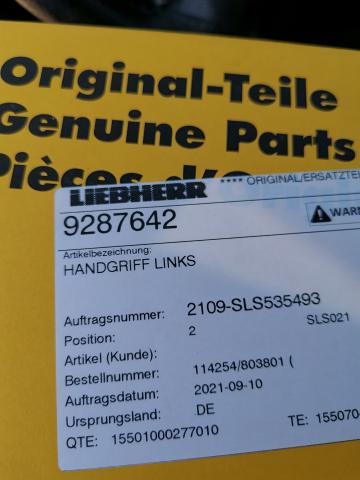 Original-Teile
Genuine Parts
Pièces
LIEBHERR **** ORIGINAL/ERSATZTEI
9287642
WARN
Artikelbezeichnung:
HANDGRIFF LINKS
Auftragsnummer: 2109-SLS535493
Position: 2 SLS021
Artikel (Kunde):
Bestellnummer: 114254/803801 (
Auftragsdatum: 2021-09-10
Ursprungsland: DE
QTE: 15501000277010 TE: 155070